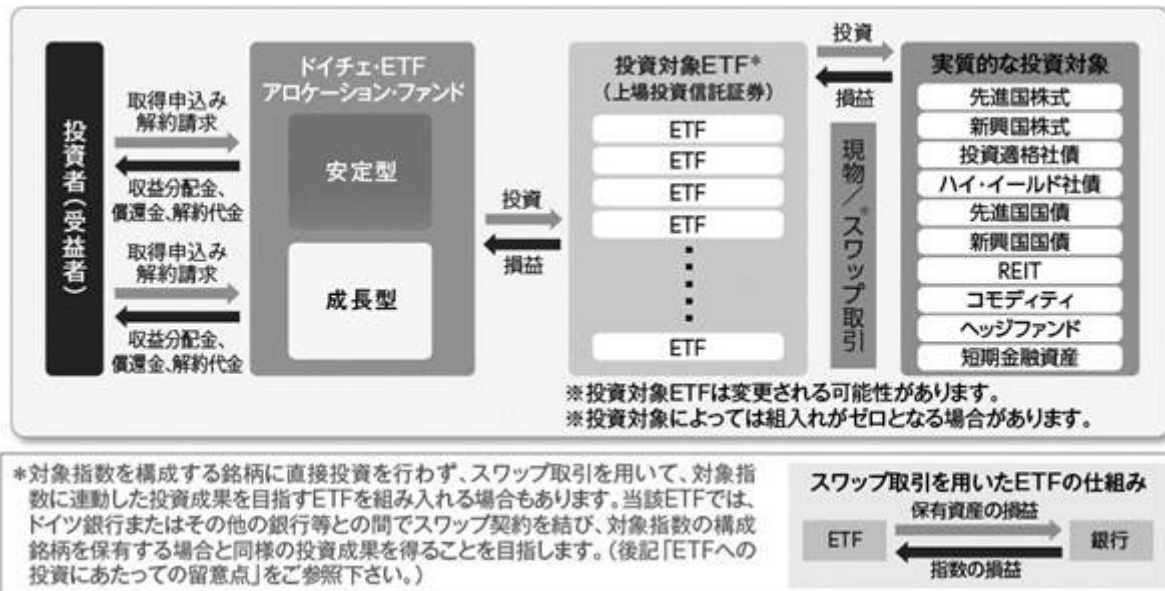 投資者（受益者）
取得申込み
解約請求
収益分配金、
償還金、解約代金
取得申込み
解約請求
収益分配金、
償還金、解約代金
ドイチェ・ETF
アロケーション・ファンド
安定型
成長型
投資
損益
投資対象ETF*
（上場投資信託証券）
ETF
ETF
ETF
ETF
ETF
投資
損益
現物／*スワップ取引
実質的な投資対象
先進国株式
新興国株式
投資適格社債
ハイ・イールド社債
先進国国債
新興国国債
REIT
コモディティ
ヘッジファンド
短期金融資産
※投資対象ETFは変更される可能性があります。
※投資対象によっては組入れがゼロとなる場合があります。
*対象指数を構成する銘柄に直接投資を行わず、スワップ取引を用いて、対象指
数に連動した投資成果を目指すETFを組み入れる場合もあります。当該ETFでは、
ドイツ銀行またはその他の銀行等との間でスワップ契約を結び、対象指数の構成
銘柄を保有する場合と同様の投資成果を得ることを目指します。（後記「ETFへの
投資にあたっての留意点」をご参照下さい。）
スワップ取引を用いたETFの仕組み
ETF
保有資産の損益
指数の損益
銀行